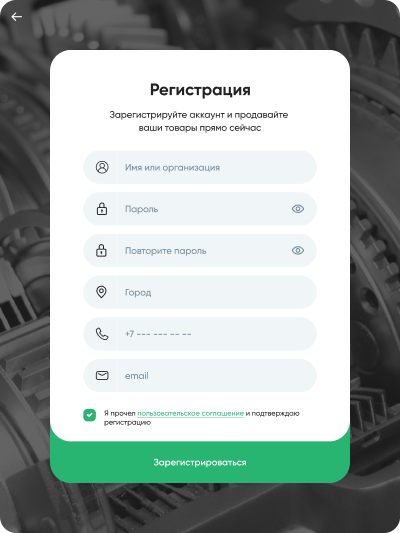 Регистрация
Зарегистрируйте аккаунт и продавайте
ваши товары прямо сейчас
Имя или организация
Пароль
Повторите пароль
Город
+7 --- --- -- --
email
Я прочел пользовательское соглашение и подтверждаю
регистрацию
Зарегистрироваться